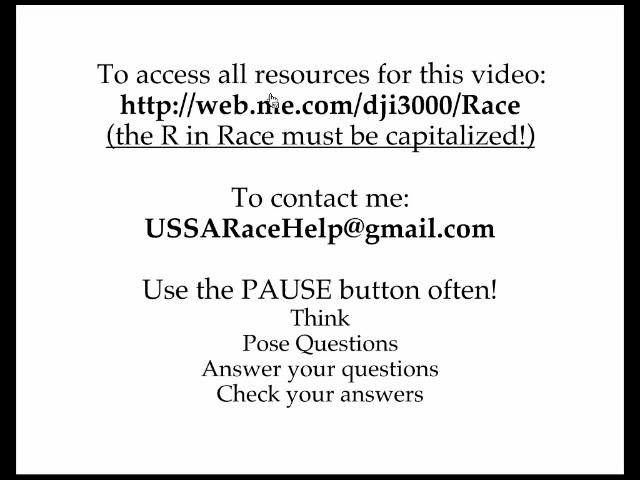 To access all resources for this video:
http://web.me.com/dji3000/Race
(the R in Race must be capitalized!)
To contact me:
USSARaceHelp@gmail.com
Use the PAUSE button often!
Think
Pose Questions
Answer your questions
Check your answers